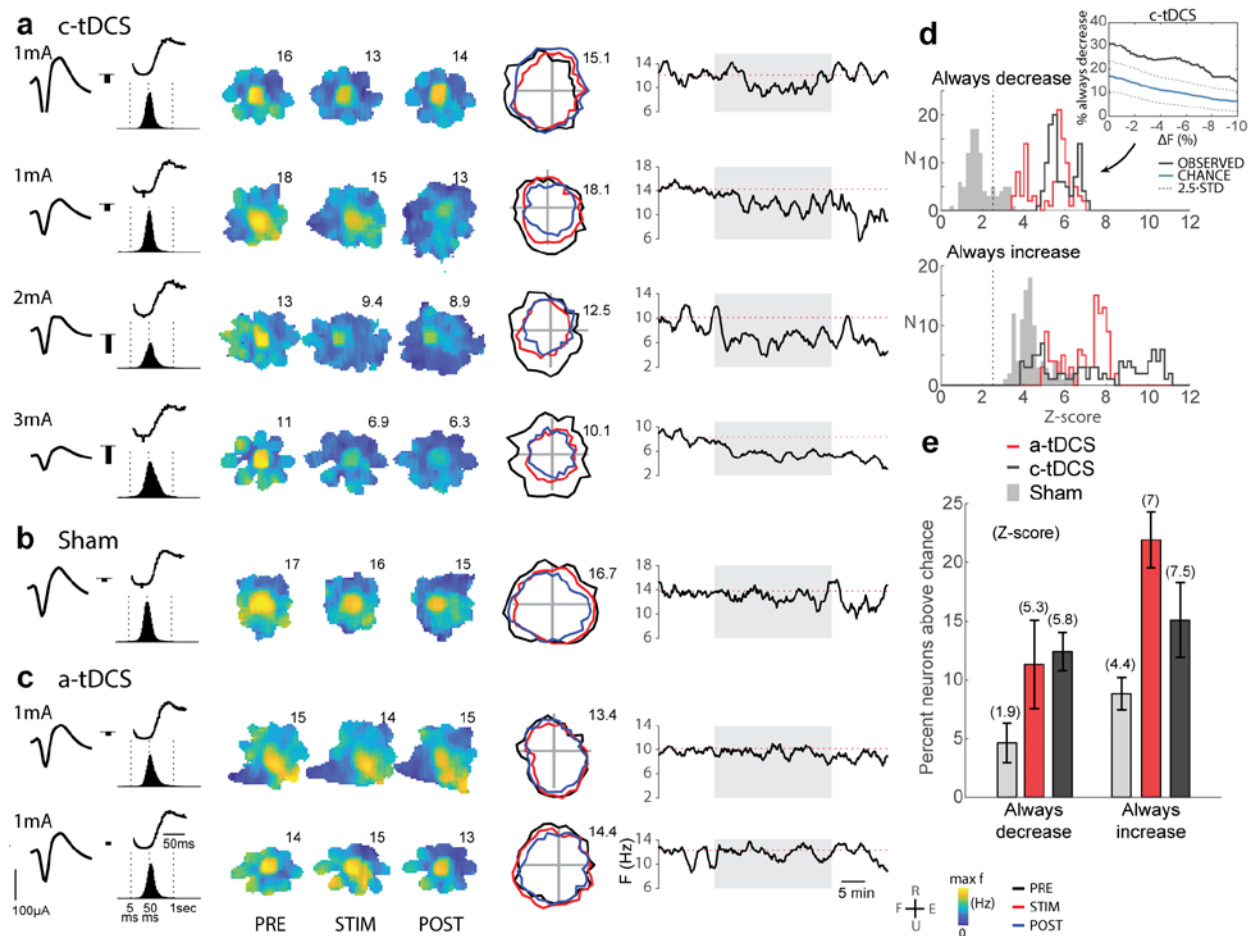 a c-tDCS
1mA 16 13 14 15.1 14 10 6
1mA 18 15 13 18.1 18 14 10 6
2mA 13 9.4 8.9 12.5 14 10 6 2
3mA 11 6.9 6.3 10.1 14 10 6 2
b Sham
17 16 15 16.7 18 14 10 6
c a-tDCS
1mA 15 14 15 13.4 14 10 6 2
1mA 50ms 14 15 13 14.4 F (Hz) 14 10 6
100µA
5 ms 50 ms 1sec
PRE STIM POST
5 min
R
F E
U
max f
(Hz)
0
PRE
STIM
POST
d
c-tDCS
% always decrease
40
30
20
10
0
0 -2 -4 -6 -8 -10
ΔF (%)
OBSERVED
CHANCE
2.5-STD
Always decrease
20
N 10
0
0 2 4 6 8 10 12
Always increase
20
N
10
0
0 2 4 6 8 10 12
Z-score
a-tDCS
c-tDCS
Sham
e
Percent neurons above chance
25
20
15
10
5
0
(Z-score)
(1.9) (5.3) (5.8) (4.4) (7) (7.5)
Always decrease
Always increase